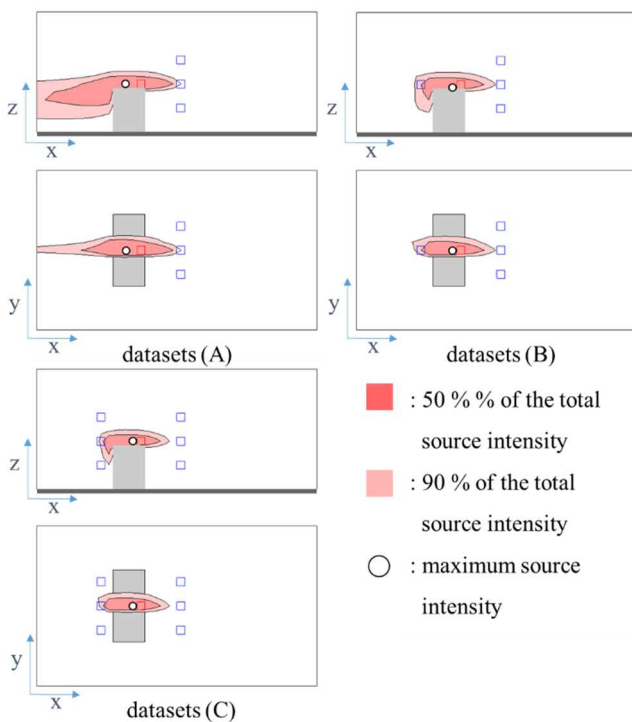 z
x
y
x
datasets (A)
z
x
y
x
datasets (B)
z
x
y
x
datasets (C)
: 50 % % of the total
source intensity
: 90 % of the total
source intensity
: maximum source
intensity